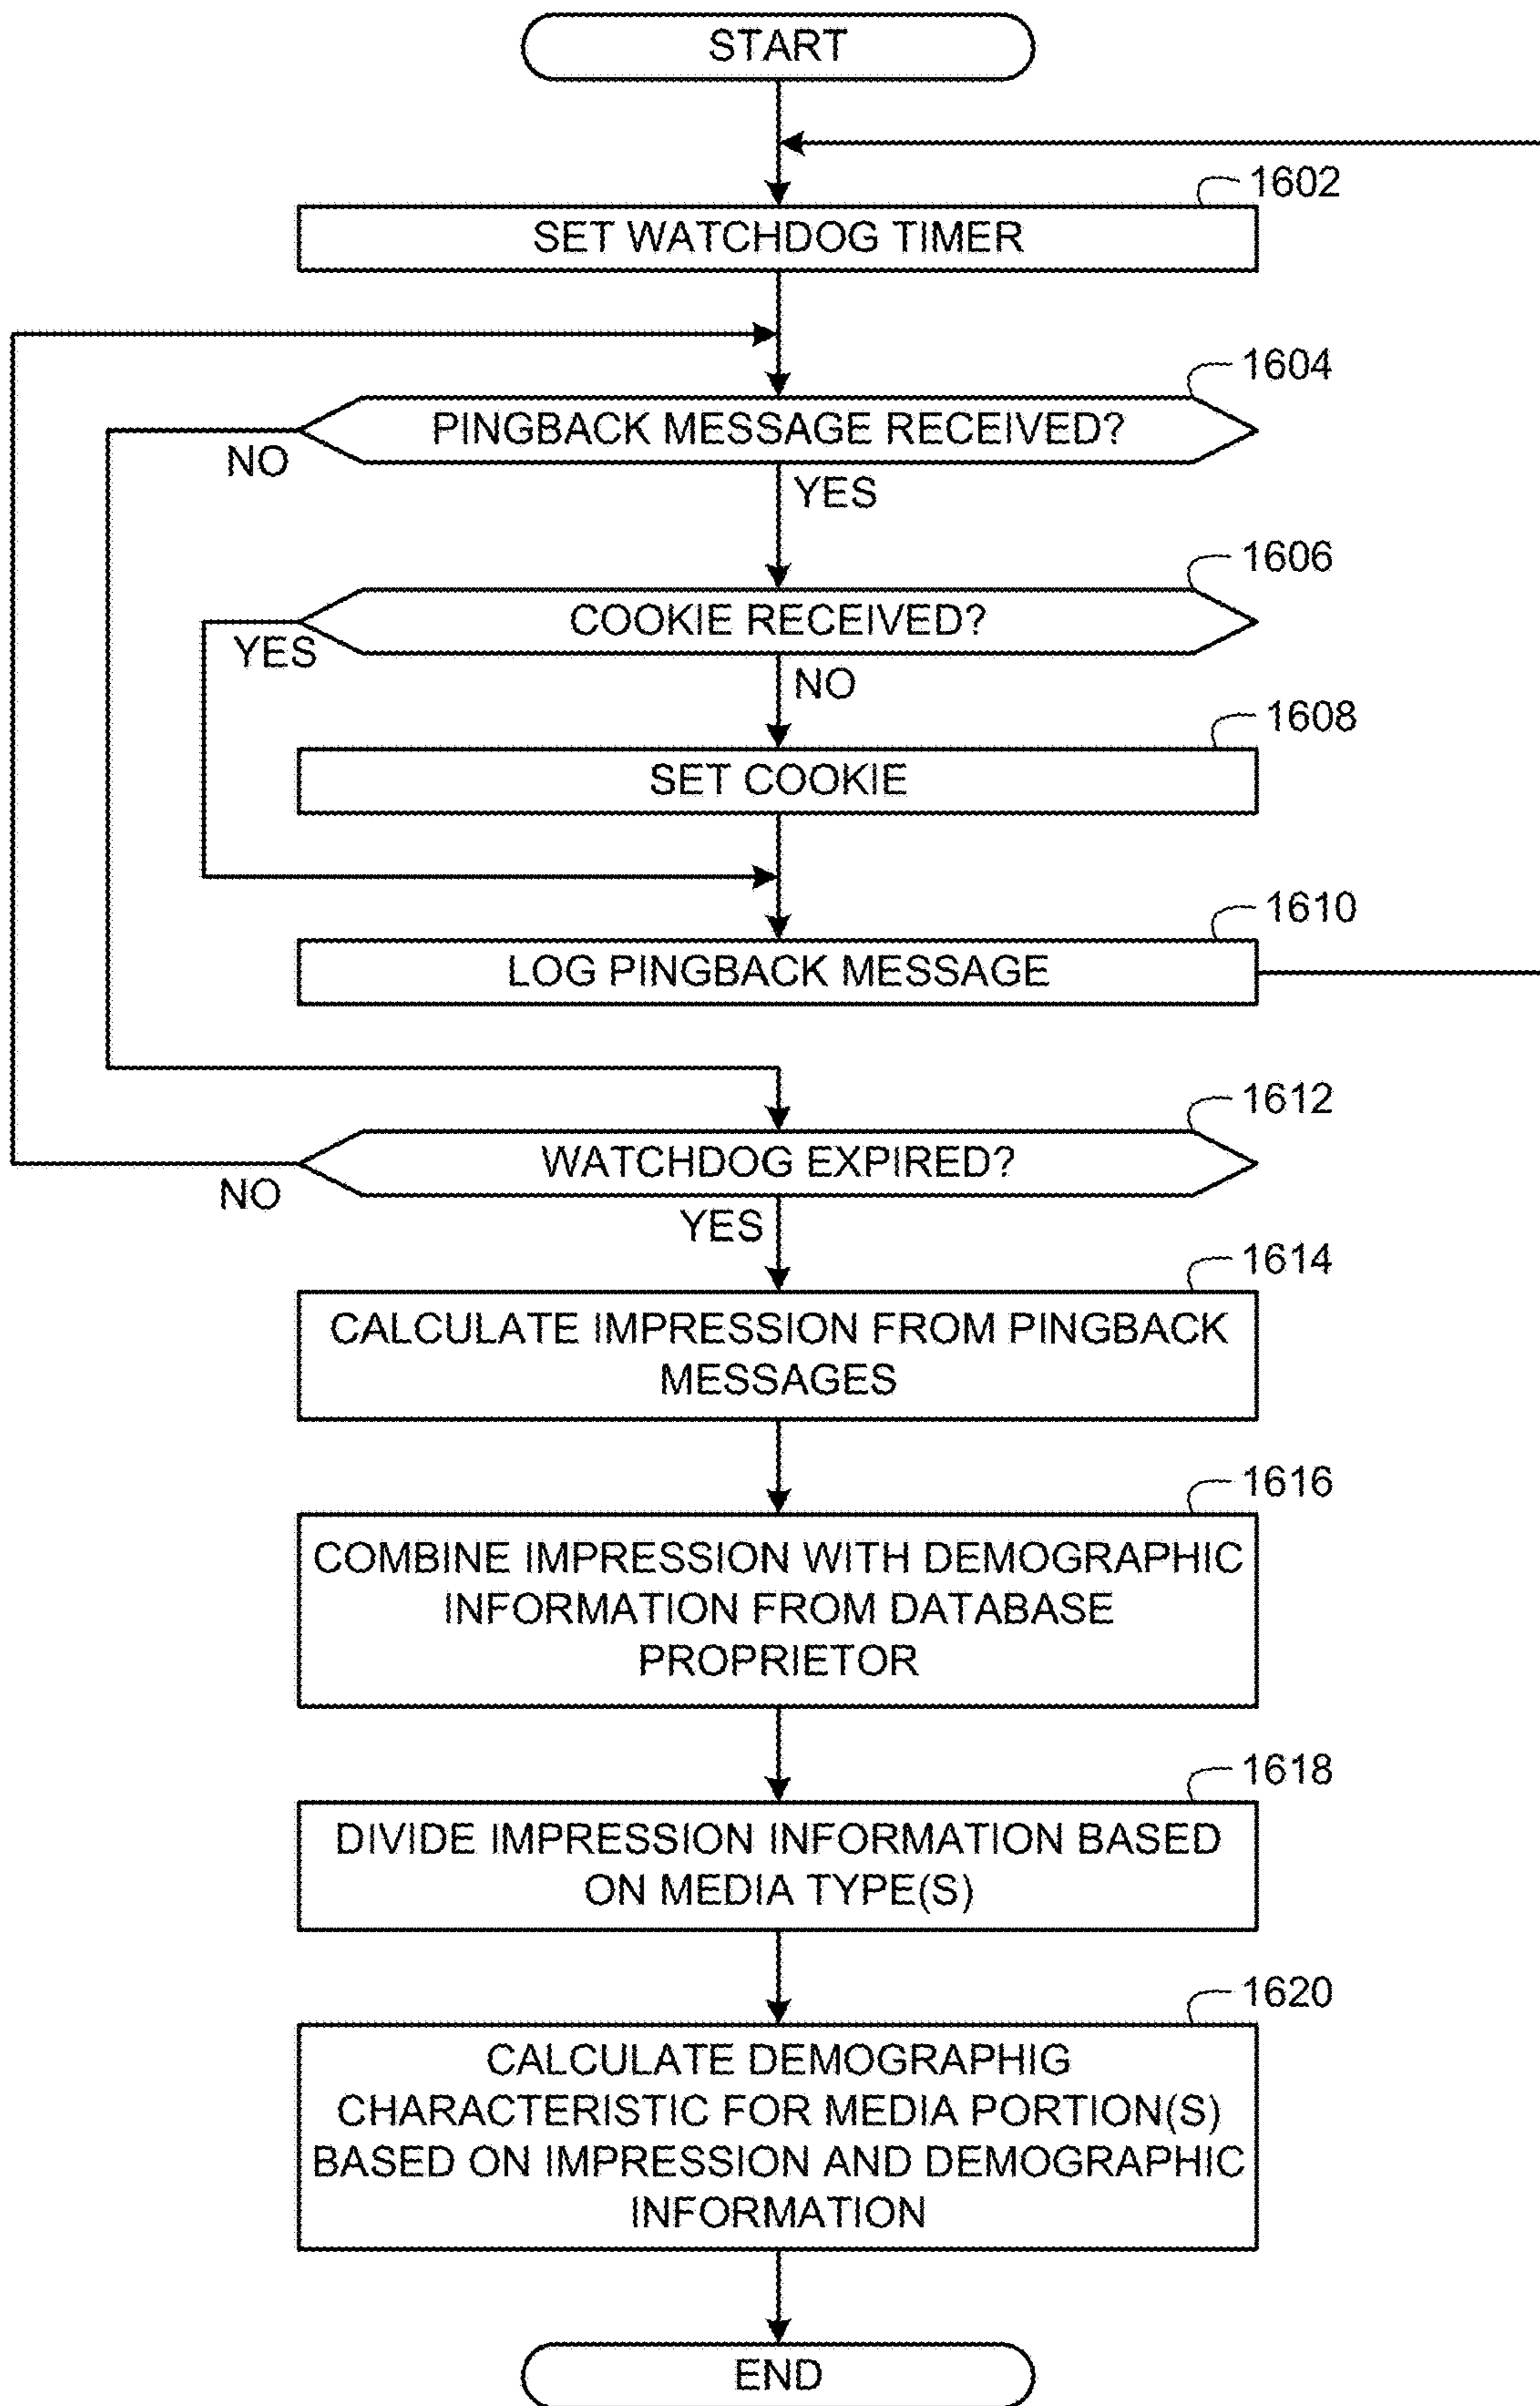 START
1602
SET WATCHDOG TIMER
1604
PINGBACK MESSAGE RECEIVED?
NO
YES
1606
COOKIE RECEIVED?
YES
NO
1608
SET COOKIE
1610
LOG PINGBACK MESSAGE
1612
WATCHDOG EXPIRED?
NO
YES
1614
CALCULATE IMPRESSION FROM PINGBACK
MESSAGES
1616
COMBINE IMPRESSION WITH DEMOGRAPHIC
INFORMATION FROM DATABASE
PROPRIETOR
1618
DIVIDE IMPRESSION INFORMATION BASED
ON MEDIA TYPE(S)
1620
CALCULATE DEMOGRAPHIG
CHARACTERISTIC FOR MEDIA PORTION(S)
BASED ON IMPRESSION AND DEMOGRAPHIC
INFORMATION
END